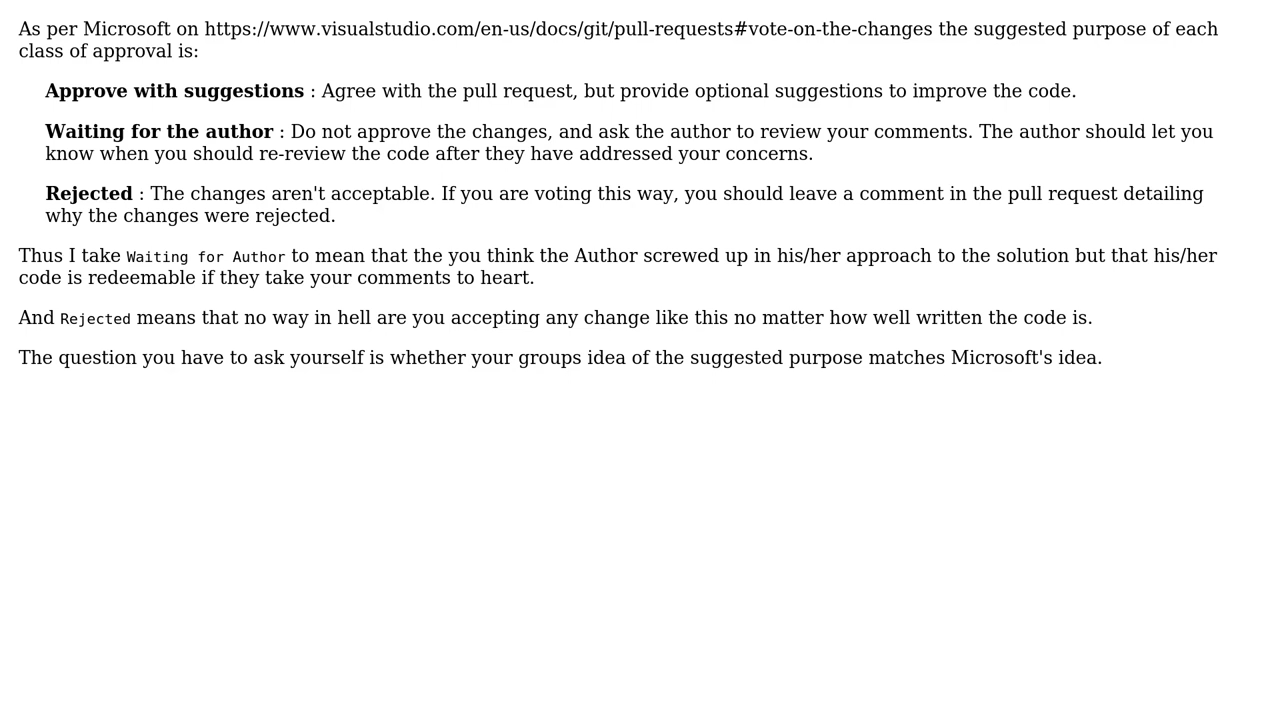 As per Microsoft on https://www.visualstudio.com/en-us/docs/git/pull-requests#vote-on-the-changes the suggested purpose of each
class of approval is:
Approve with suggestions : Agree with the pull request, but provide optional suggestions to improve the code.
Waiting for the author : Do not approve the changes, and ask the author to review your comments. The author should let you
know when you should re-review the code after they have addressed your concerns.
Rejected : The changes aren't acceptable. If you are voting this way, you should leave a comment in the pull request detailing
why the changes were rejected.
Thus I take Waiting for Author to mean that the you think the Author screwed up in his/her approach to the solution but that his/her
code is redeemable if they take your comments to heart.
And Rejected means that no way in hell are you accepting any change like this no matter how well written the code is.
The question you have to ask yourself is whether your groups idea of the suggested purpose matches Microsoft's idea.